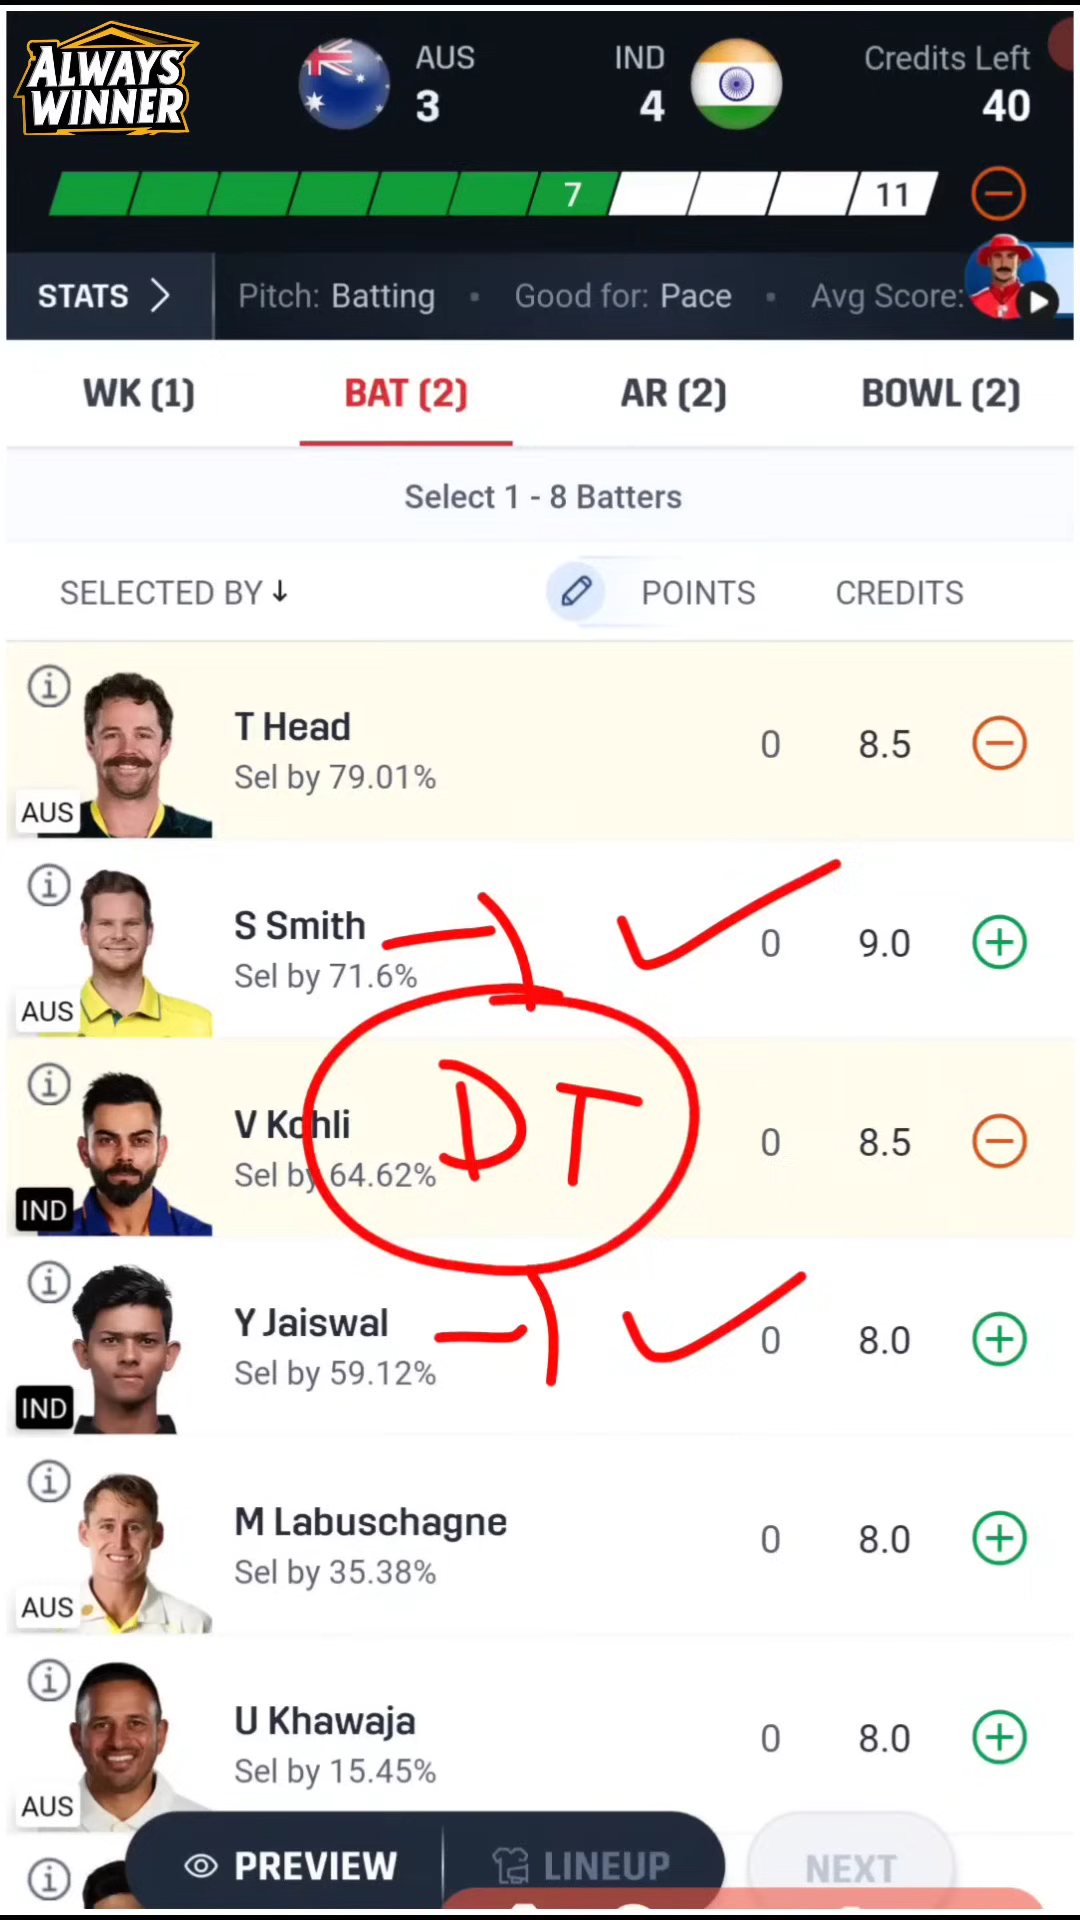 ALWAYS
WINNER
AUS
3
IND
4
Credits Left
40
7
11
STATS
Pitch: Batting
Good for: Pace
Avg Score:
WK (1)
BAT (2)
AR (2)
BOWL (2)
Select 1 - 8 Batters
SELECTED BY
POINTS
CREDITS
T Head
Sel by 79.01%
AUS
0
8.5
S Smith
Sel by 71.6%
AUS
0
9.0
V Kohli
Sel by 64.62%
IND
DT
0
8.5
Y Jaiswal
Sel by 59.12%
IND
0
8.0
M Labuschagne
Sel by 35.38%
AUS
0
8.0
U Khawaja
Sel by 15.45%
AUS
0
8.0
PREVIEW
LINEUP
NEXT